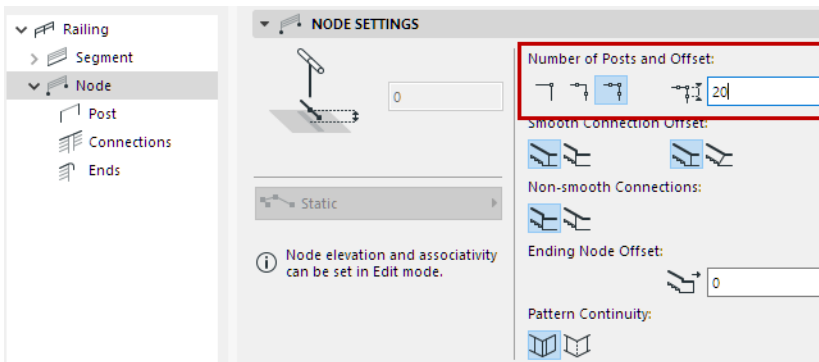 Railing
Segment
Node
Post
Connections
Ends
NODE SETTINGS
0
Static
Node elevation and associativity
can be set in Edit mode.
Number of Posts and Offset:
20
Smooth Connection Offset:
Non-smooth Connections:
Ending Node Offset:
0
Pattern Continuity: